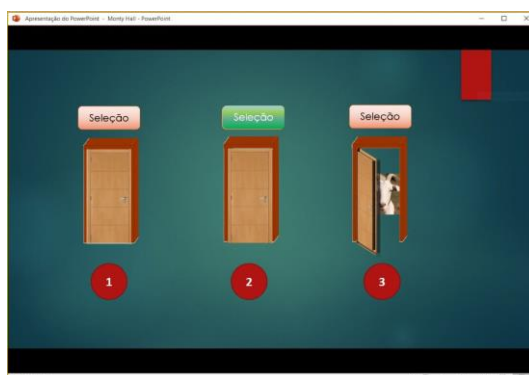 Apresentação do PowerPoint - Monty Hall - PowerPoint
Seleção
Seleção
Seleção
1
2
3